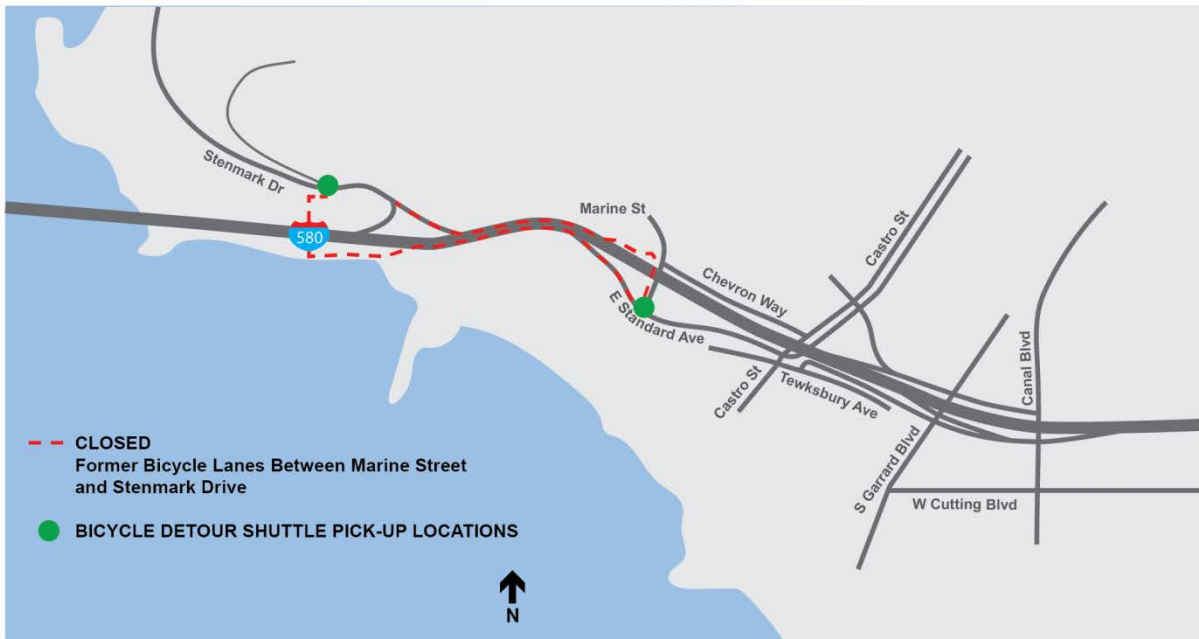 Stenmark Dr
580
Marine St
Castro St
Chevron Way
E Standard Ave
Castro St
Tewksbury Ave
Canal Blvd
S Garrard Blvd
W Cutting Blvd
CLOSED
Former Bicycle Lanes Between Marine Street
and Stenmark Drive
BICYCLE DETOUR SHUTTLE PICK-UP LOCATIONS
N